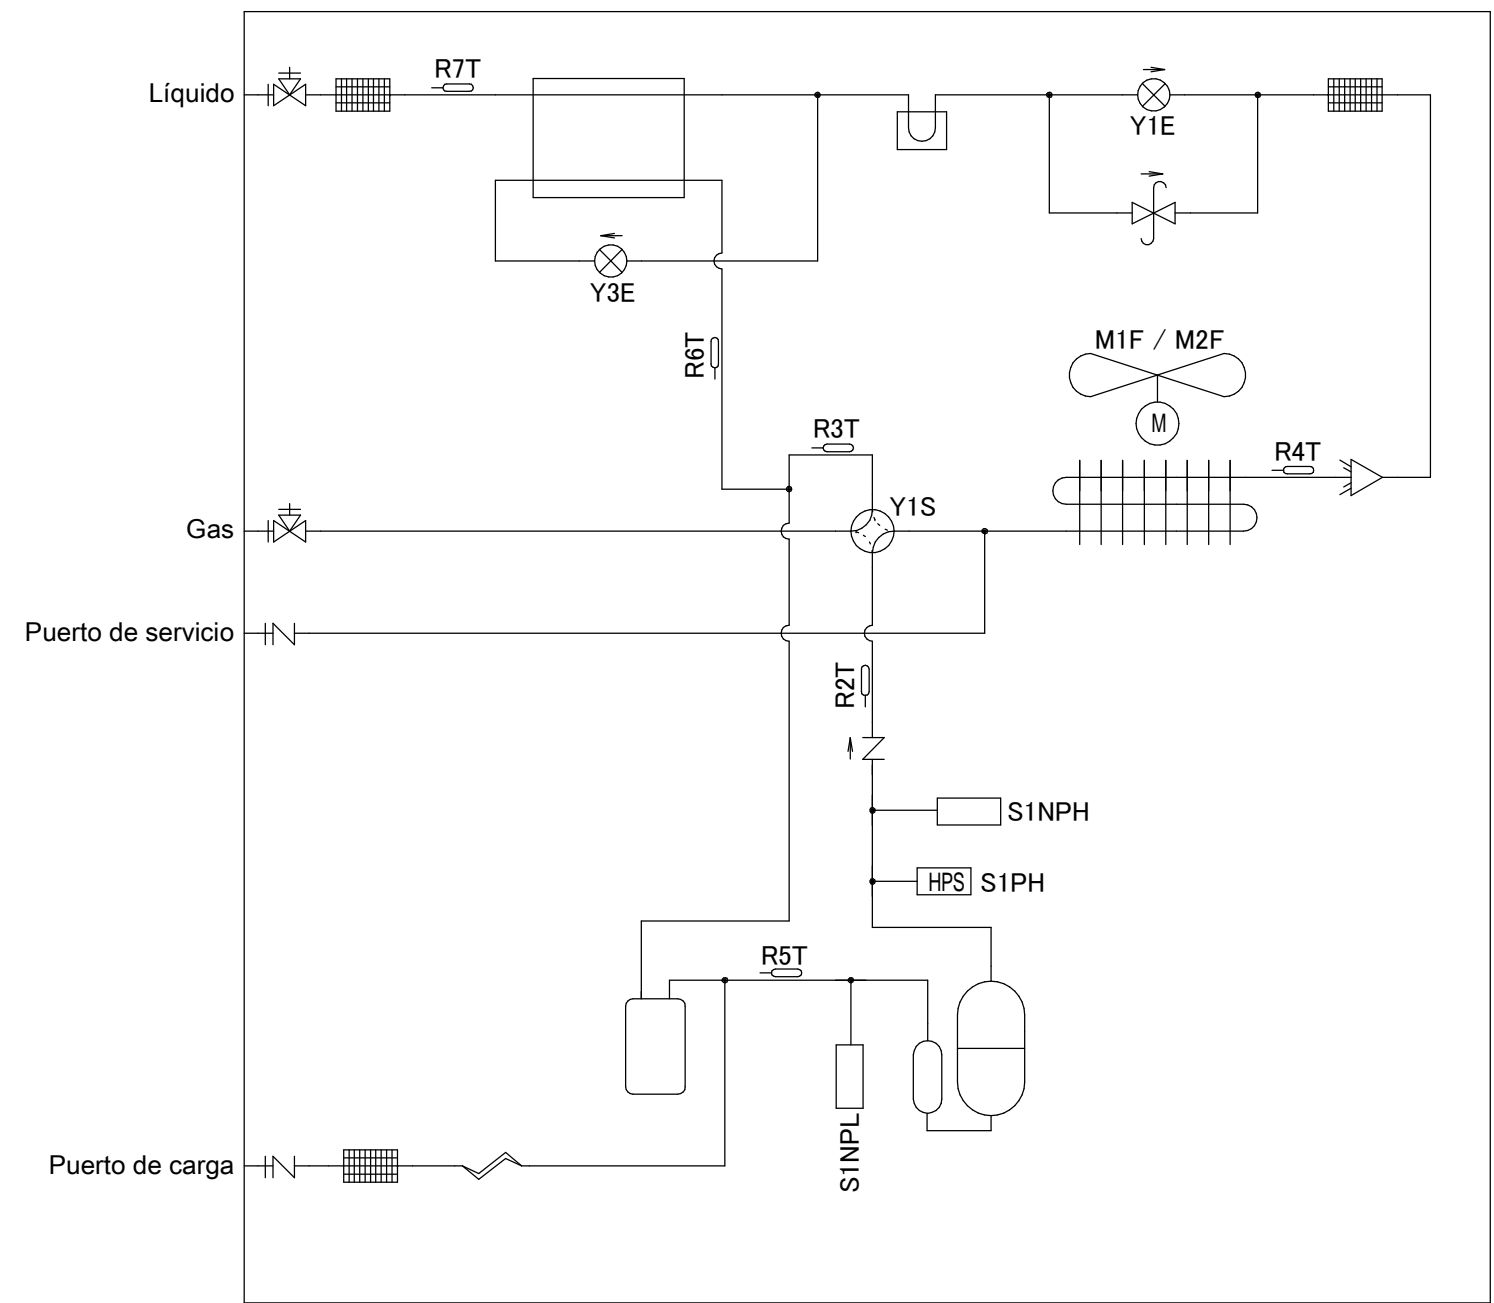 R7T
Líquido
Y1E
Y3E
M1F / M2F
R6T
M
R3T
R4T
Y1S
Gas
Puerto de servicio
R2T
S1NPH
HPS S1PH
R5T
S1NPL
Puerto de carga